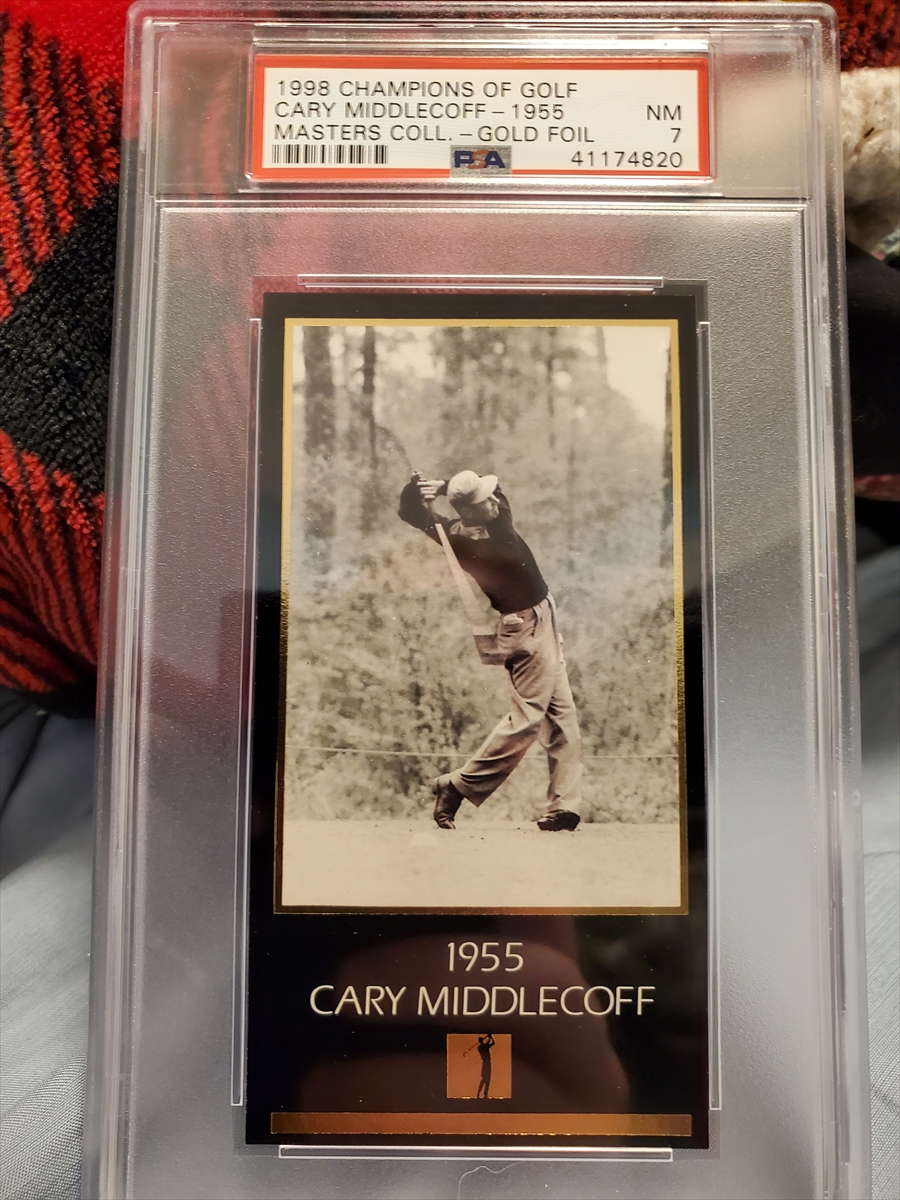 1998 CHAMPIONS OF GOLF
CARY MIDDLECOFF-1955 NM
MASTERS COLL.-GOLD FOIL 7
PSA 41174820
1955
CARY MIDDLECOFF